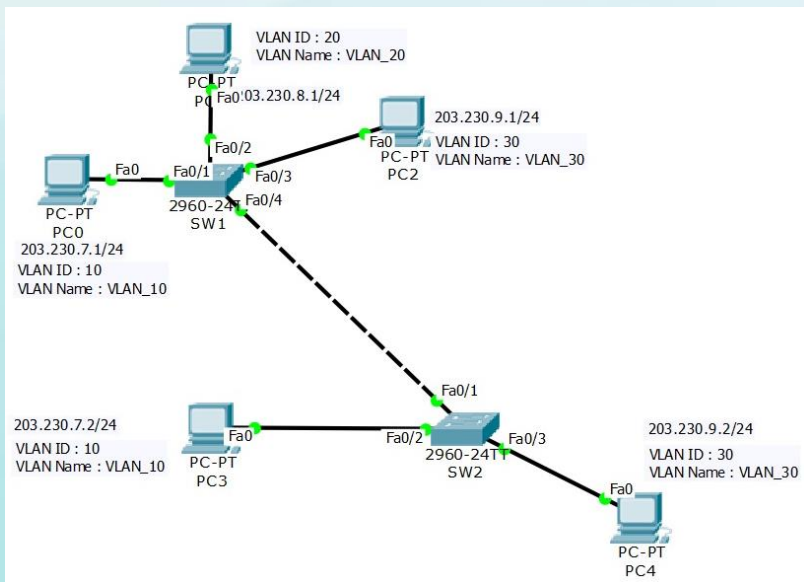 VLAN ID : 20
VLAN Name : VLAN_20
PC-PT
Fa0
203.230.8.1/24
Fa0/2
203.230.9.1/24
VLAN ID : 30
VLAN Name : VLAN_30
Fa0
PC-PT
PC2
Fa0
Fa0/1
Fa0/3
Fa0/4
SW1
PC-PT
PC0
203.230.7.1/24
VLAN ID : 10
VLAN Name : VLAN_10
Fa0/1
203.230.7.2/24
VLAN ID : 10
VLAN Name : VLAN_10
Fa0
PC-PT
PC3
Fa0/2
Fa0/3
2960-24TT
SW2
203.230.9.2/24
VLAN ID : 30
VLAN Name : VLAN_30
Fa0
PC-PT
PC4